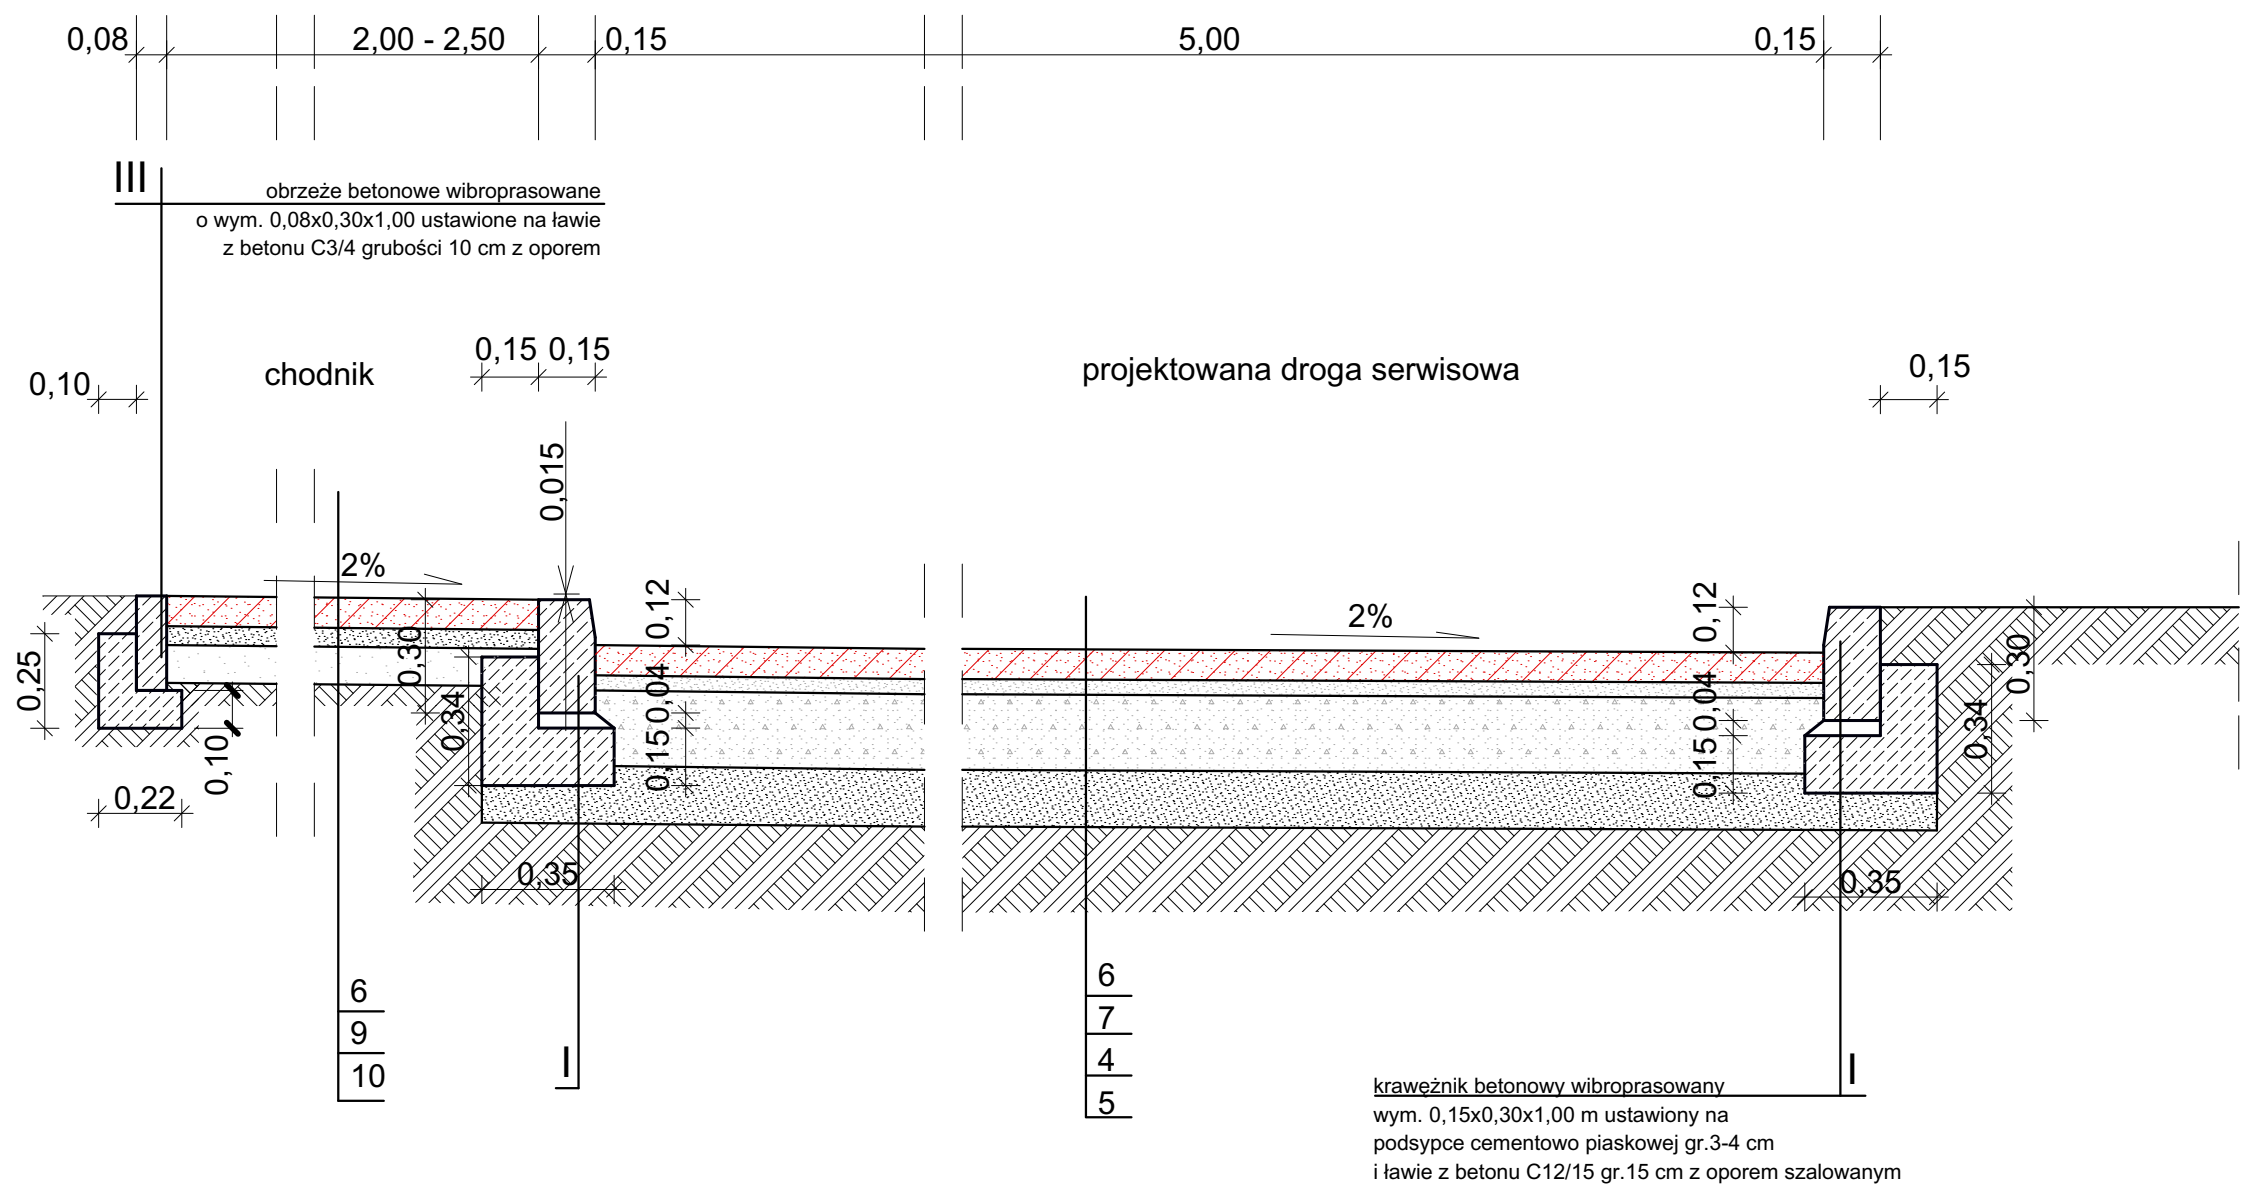 0,08
2,00 - 2,50
0,15
5,00
0,15
III
obrzeże betonowe wibroprasowane
o wym. 0,08x0,30x1,00 ustawione na ławie
z betonu C3/4 grubości 10 cm z oporem
0,10
chodnik
0,15 0,15
projektowana droga serwisowa
0,15
0,015
2%
0,12
2%
0,12
0,25
0,30
0,34
0,04
0,15
0,10
0,22
0,35
0,04
0,15
0,30
0,34
0,35
6
9
10
I
6
7
4
5
I
krawężnik betonowy wibroprasowany
wym. 0,15x0,30x1,00 m ustawiony na
podsypce cementowo piaskowej gr.3-4 cm
i ławie z betonu C12/15 gr.15 cm z oporem szalowanym